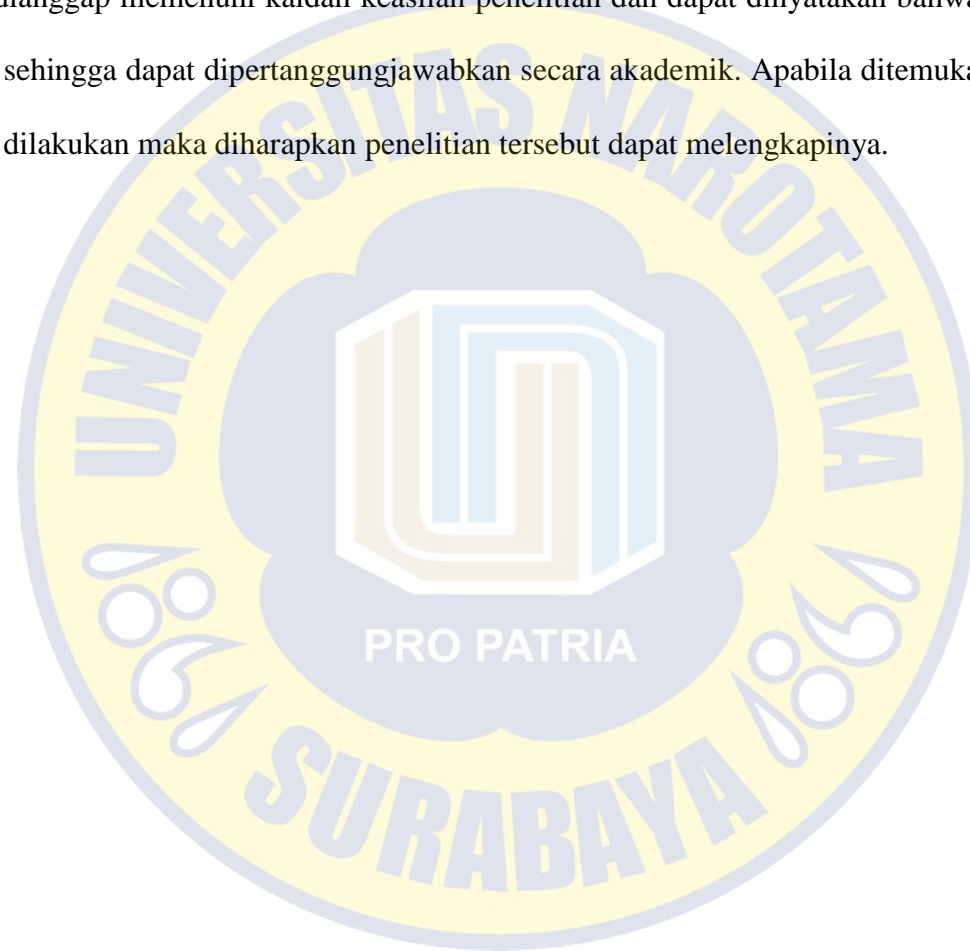 dianggap memenuhi kaidah keaslian penelitian dan dapat dinyatakan bahwa
sehingga dapat dipertanggungjawabkan secara akademik. Apabila ditemuka
dilakukan maka diharapkan penelitian tersebut dapat melengkapinya.
UNIVERSITAS NAROTAMA
PRO PATRIA
SURABAYA